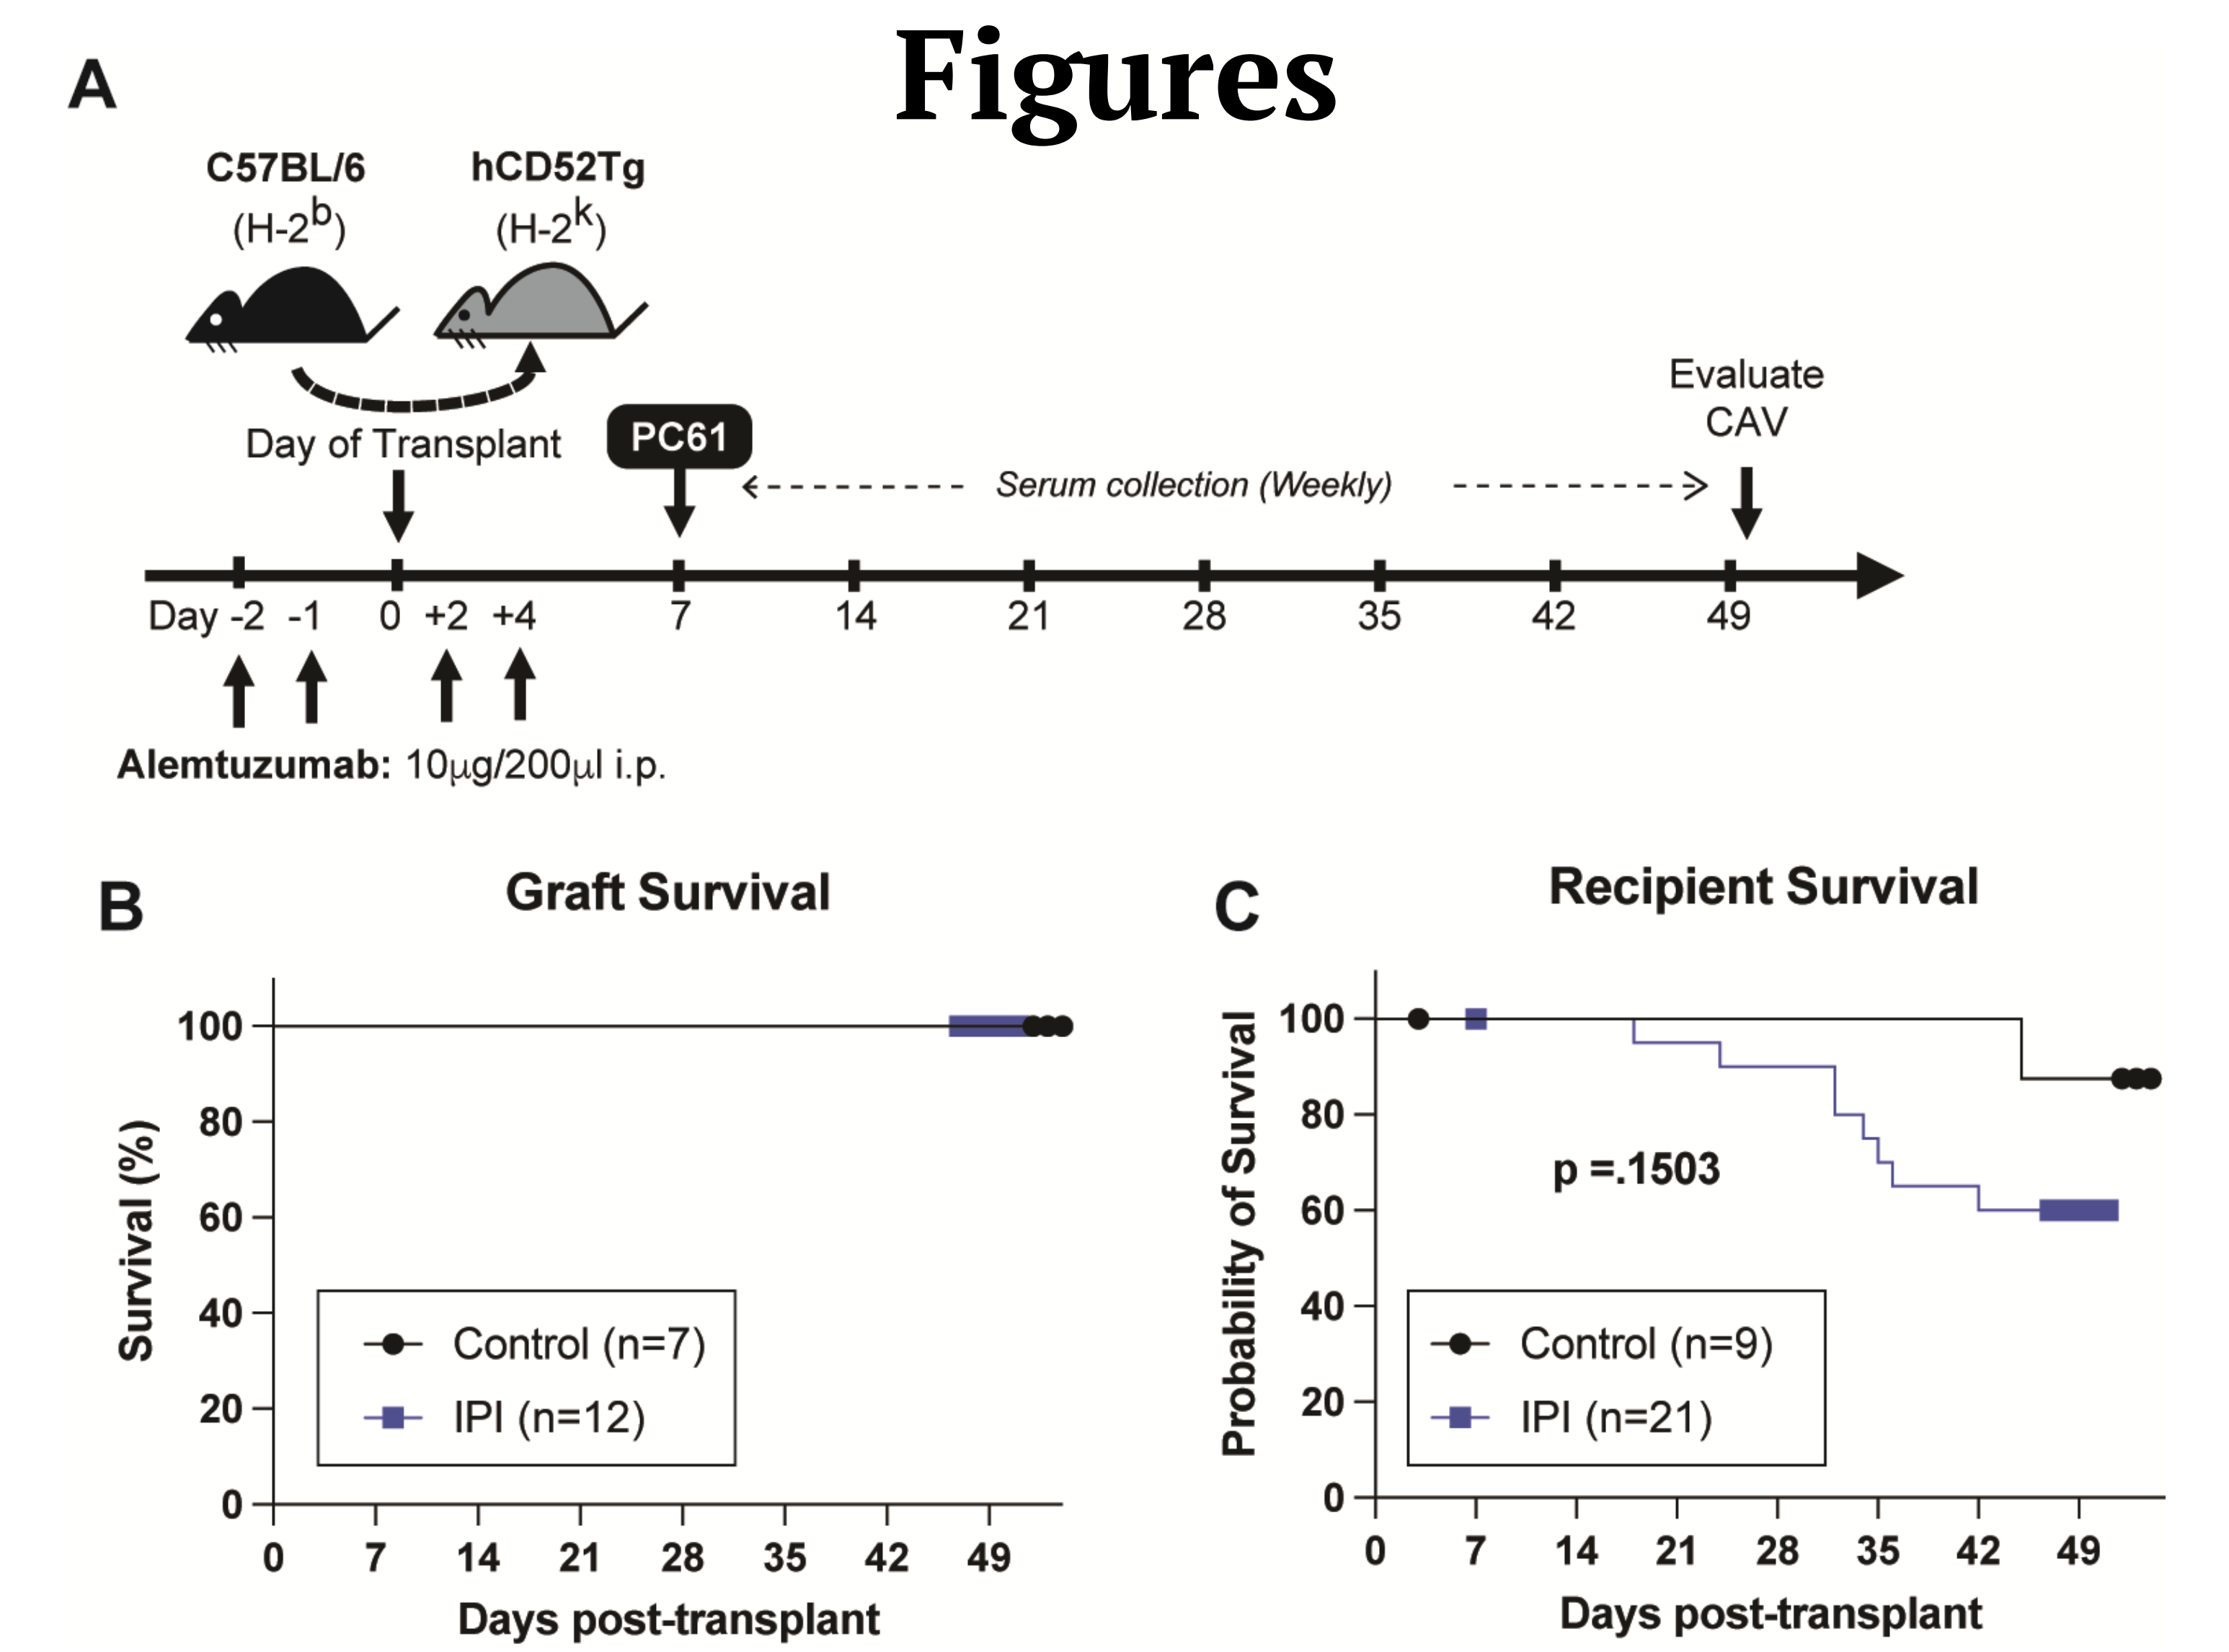 Figures
A
C57BL/6 hCD52Tg
(H-2b) (H-2k)
Day of Transplant
PC61
Serum collection (Weekly)
Evaluate
CAV
Day -2 -1 0 +2 +4 7 14 21 28 35 42 49
Alemtuzumab: 10μg/200μl i.p.
B
Graft Survival
Survival (%)
100
80
60
40
20
0
Control (n=7)
IPI (n=12)
0 7 14 21 28 35 42 49
Days post-transplant
C
Recipient Survival
Probability of Survival
100
80
60
40
20
0
p =.1503
Control (n=9)
IPI (n=21)
0 7 14 21 28 35 42 49
Days post-transplant